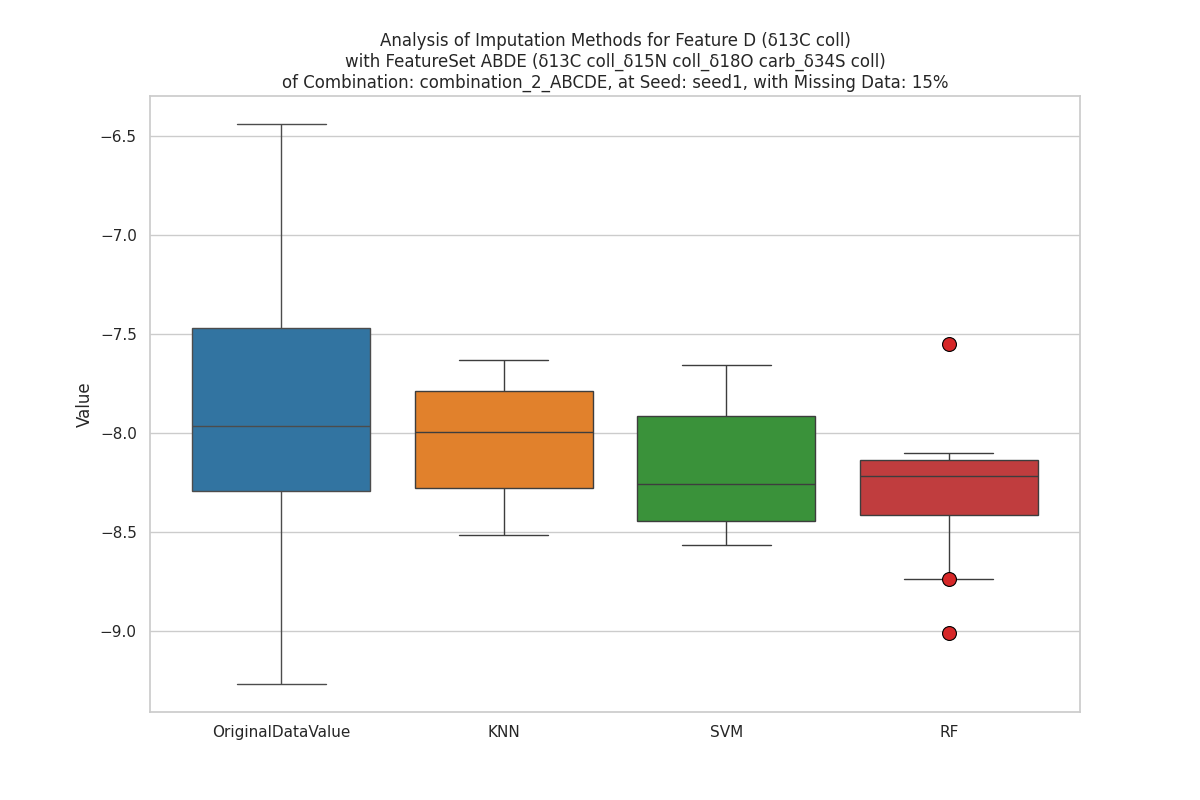 Analysis of Imputation Methods for Feature D (δ13C coll)
with FeatureSet ABDE (δ13C coll_δ15N coll_δ18O carb_δ34S coll)
of Combination: combination_2_ABCDE, at Seed: seed1, with Missing Data: 15%
−6.5
−7.0
−7.5
−8.0
−8.5
−9.0
Value
OriginalDataValue
KNN
SVM
RF